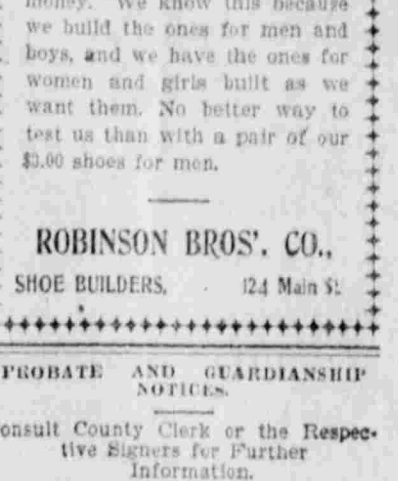 money. We know this because
we build the ones for men and
boys, and we have the ones for
women and girls built as we
want them. No better way to
test us than with a pair of our
$3.00 shoes for men.
ROBINSON BROS'. CO.,
SHOE BUILDERS, 124 Main St.
PROBATE AND GUARDIANSHIP
NOTICES.
onsult County Clerk or the Respec-
tive Signers for Further
Information.